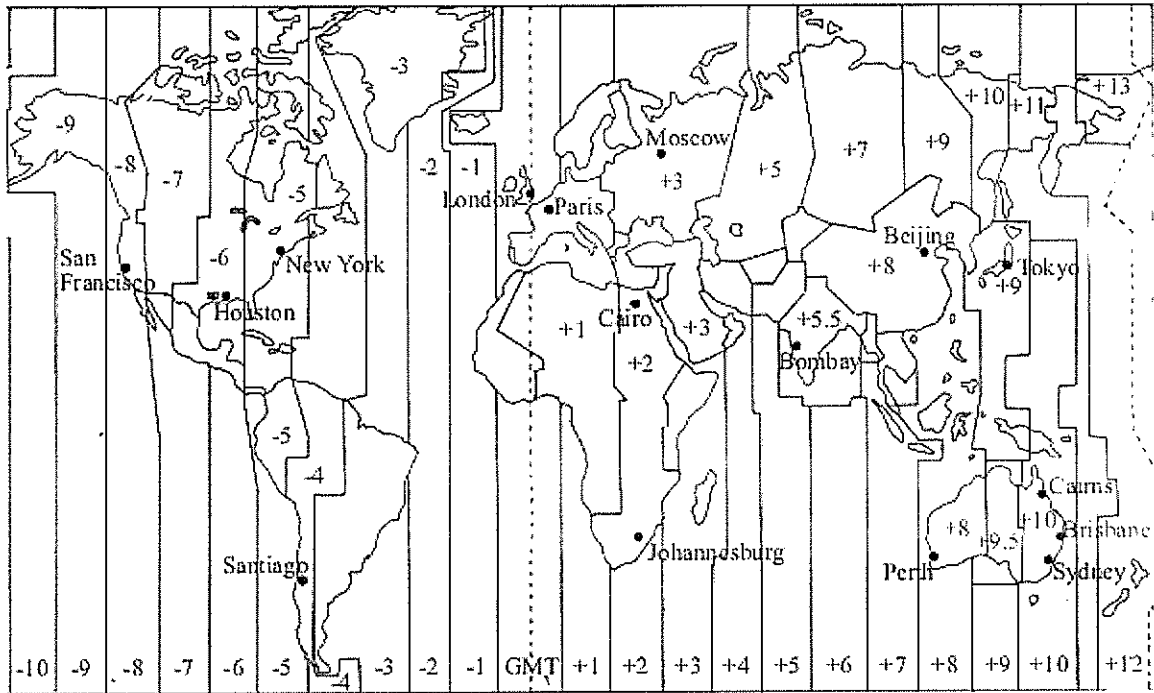 -3
-9
-8
-7
-5
-2
-1
Moscow
+3
+5
+7
+9
+10
+11
+13
London
Paris
San
Francisco
-6
New York
Houston
Beijing
+8
Tokyo
+9
+1
Cairo
+2
+3
+5.5
Bombay
-5
-4
Cairns
+8
+9.5
+10
Brisbane
Santiago
Johannesburg
Perth
Sydney
-10
-9
-8
-7
-6
-5
-4
-3
-2
-1
GMT
+1
+2
+3
+4
+5
+6
+7
+8
+9
+10
+12